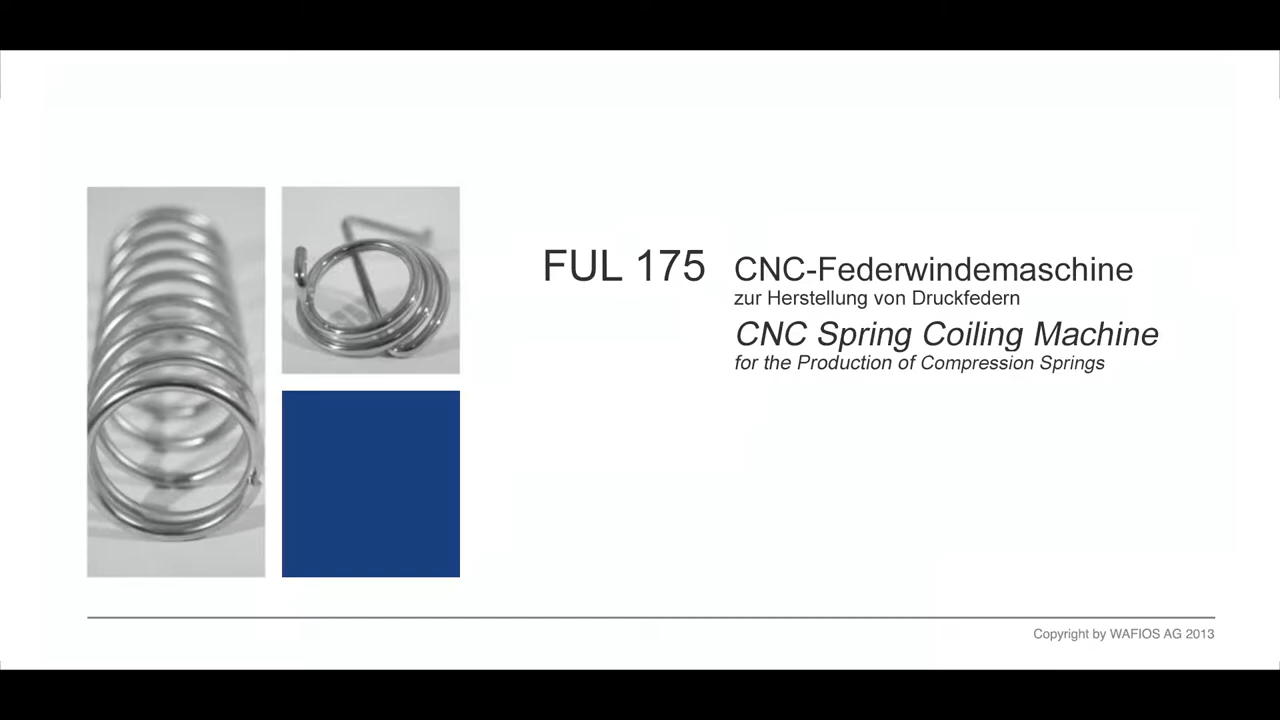 FUL 175 CNC-Federwindemaschine
zur Herstellung von Druckfedern
CNC Spring Coiling Machine
for the Production of Compression Springs
Copyright by WAFIOS AG 2013